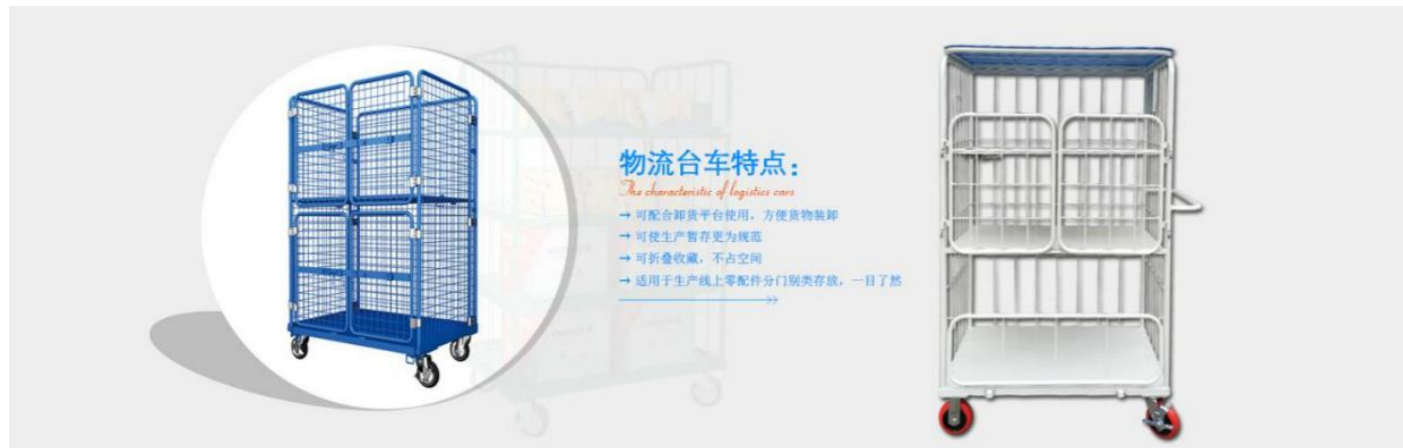 物流台车特点：
The characteristic of logistics cars
→ 可配合卸货平台使用，方便货物装卸
→ 可使生产暂存更为规范
→ 可折叠收藏，不占空间
→ 适用于生产线上零配件分门别类存放，一目了然